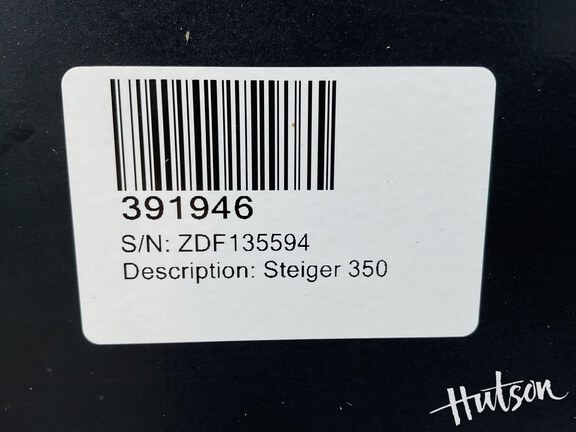 391946
S/N: ZDF135594
Description: Steiger 350
Hutson